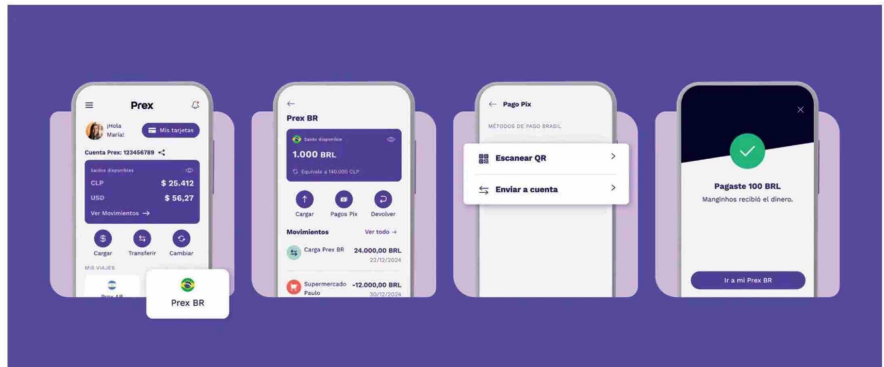 Prex
¡Hola
María!
Mis tarjetas
Cuenta Prex: 123456789
Saldos disponibles
CLP $ 25.412
USD $ 56,27
Ver Movimientos →
Cargar Transferir Cambiar
MIS VIAJES
Prex AR
Prex BR
←
Prex BR
Saldo disponible
1.000 BRL
Equivale a 140.000 CLP
Cargar Pagos Pix Devolver
Movimientos Ver todo →
Carga Prex BR 24.000,00 BRL
22/12/2024
Supermercado -12.000,00 BRL
Paulo 30/12/2024
← Pago Pix
MÉTODOS DE PAGO BRASIL
Escanear QR >
Enviar a cuenta >
Pagaste 100 BRL
Manginhos recibió el dinero.
Ir a mi Prex BR